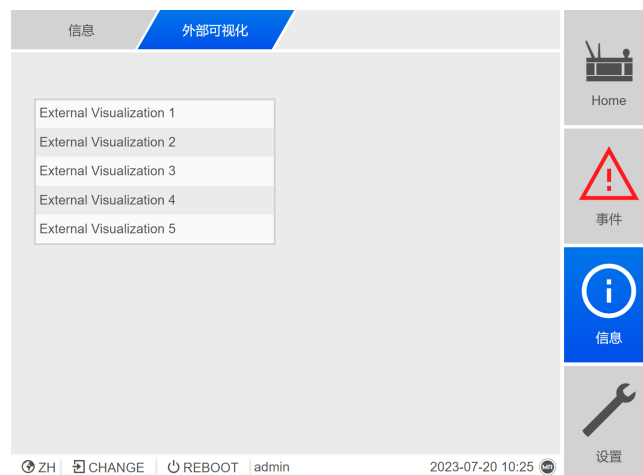 信息
外部可视化
External Visualization 1
External Visualization 2
External Visualization 3
External Visualization 4
External Visualization 5
Home
事件
信息
设置
ZH CHANGE REBOOT admin 2023-07-20 10:25 MR